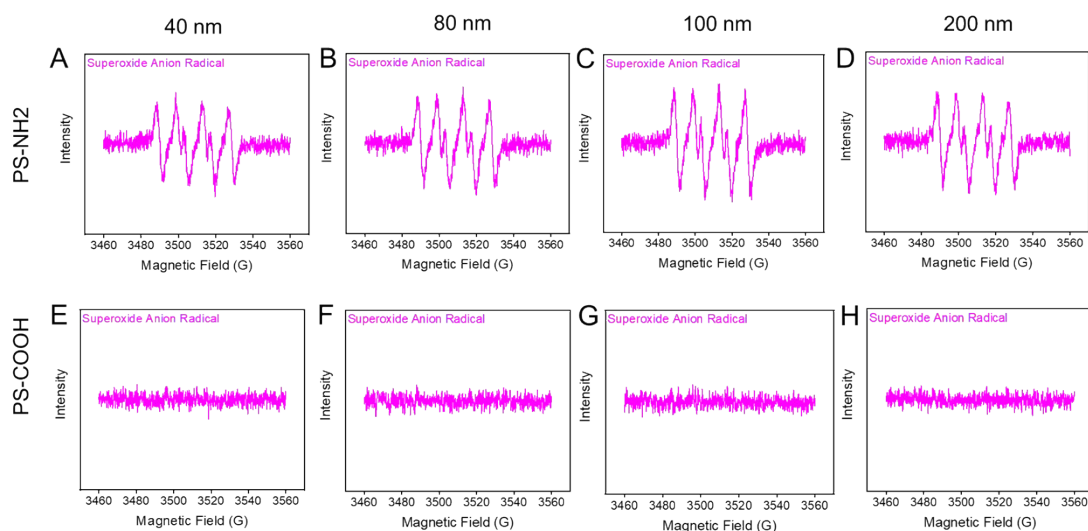 40 nm
80 nm
100 nm
200 nm
PS-NH2
A
Superoxide Anion Radical
Intensity
3460 3480 3500 3520 3540 3560
Magnetic Field (G)
B
Superoxide Anion Radical
Intensity
3460 3480 3500 3520 3540 3560
Magnetic Field (G)
C
Superoxide Anion Radical
Intensity
3460 3480 3500 3520 3540 3560
Magnetic Field (G)
D
Superoxide Anion Radical
Intensity
3460 3480 3500 3520 3540 3560
Magnetic Field (G)
PS-COOH
E
Superoxide Anion Radical
Intensity
3460 3480 3500 3520 3540 3560
Magnetic Field (G)
F
Superoxide Anion Radical
Intensity
3460 3480 3500 3520 3540 3560
Magnetic Field (G)
G
Superoxide Anion Radical
Intensity
3460 3480 3500 3520 3540 3560
Magnetic Field (G)
H
Superoxide Anion Radical
Intensity
3460 3480 3500 3520 3540 3560
Magnetic Field (G)